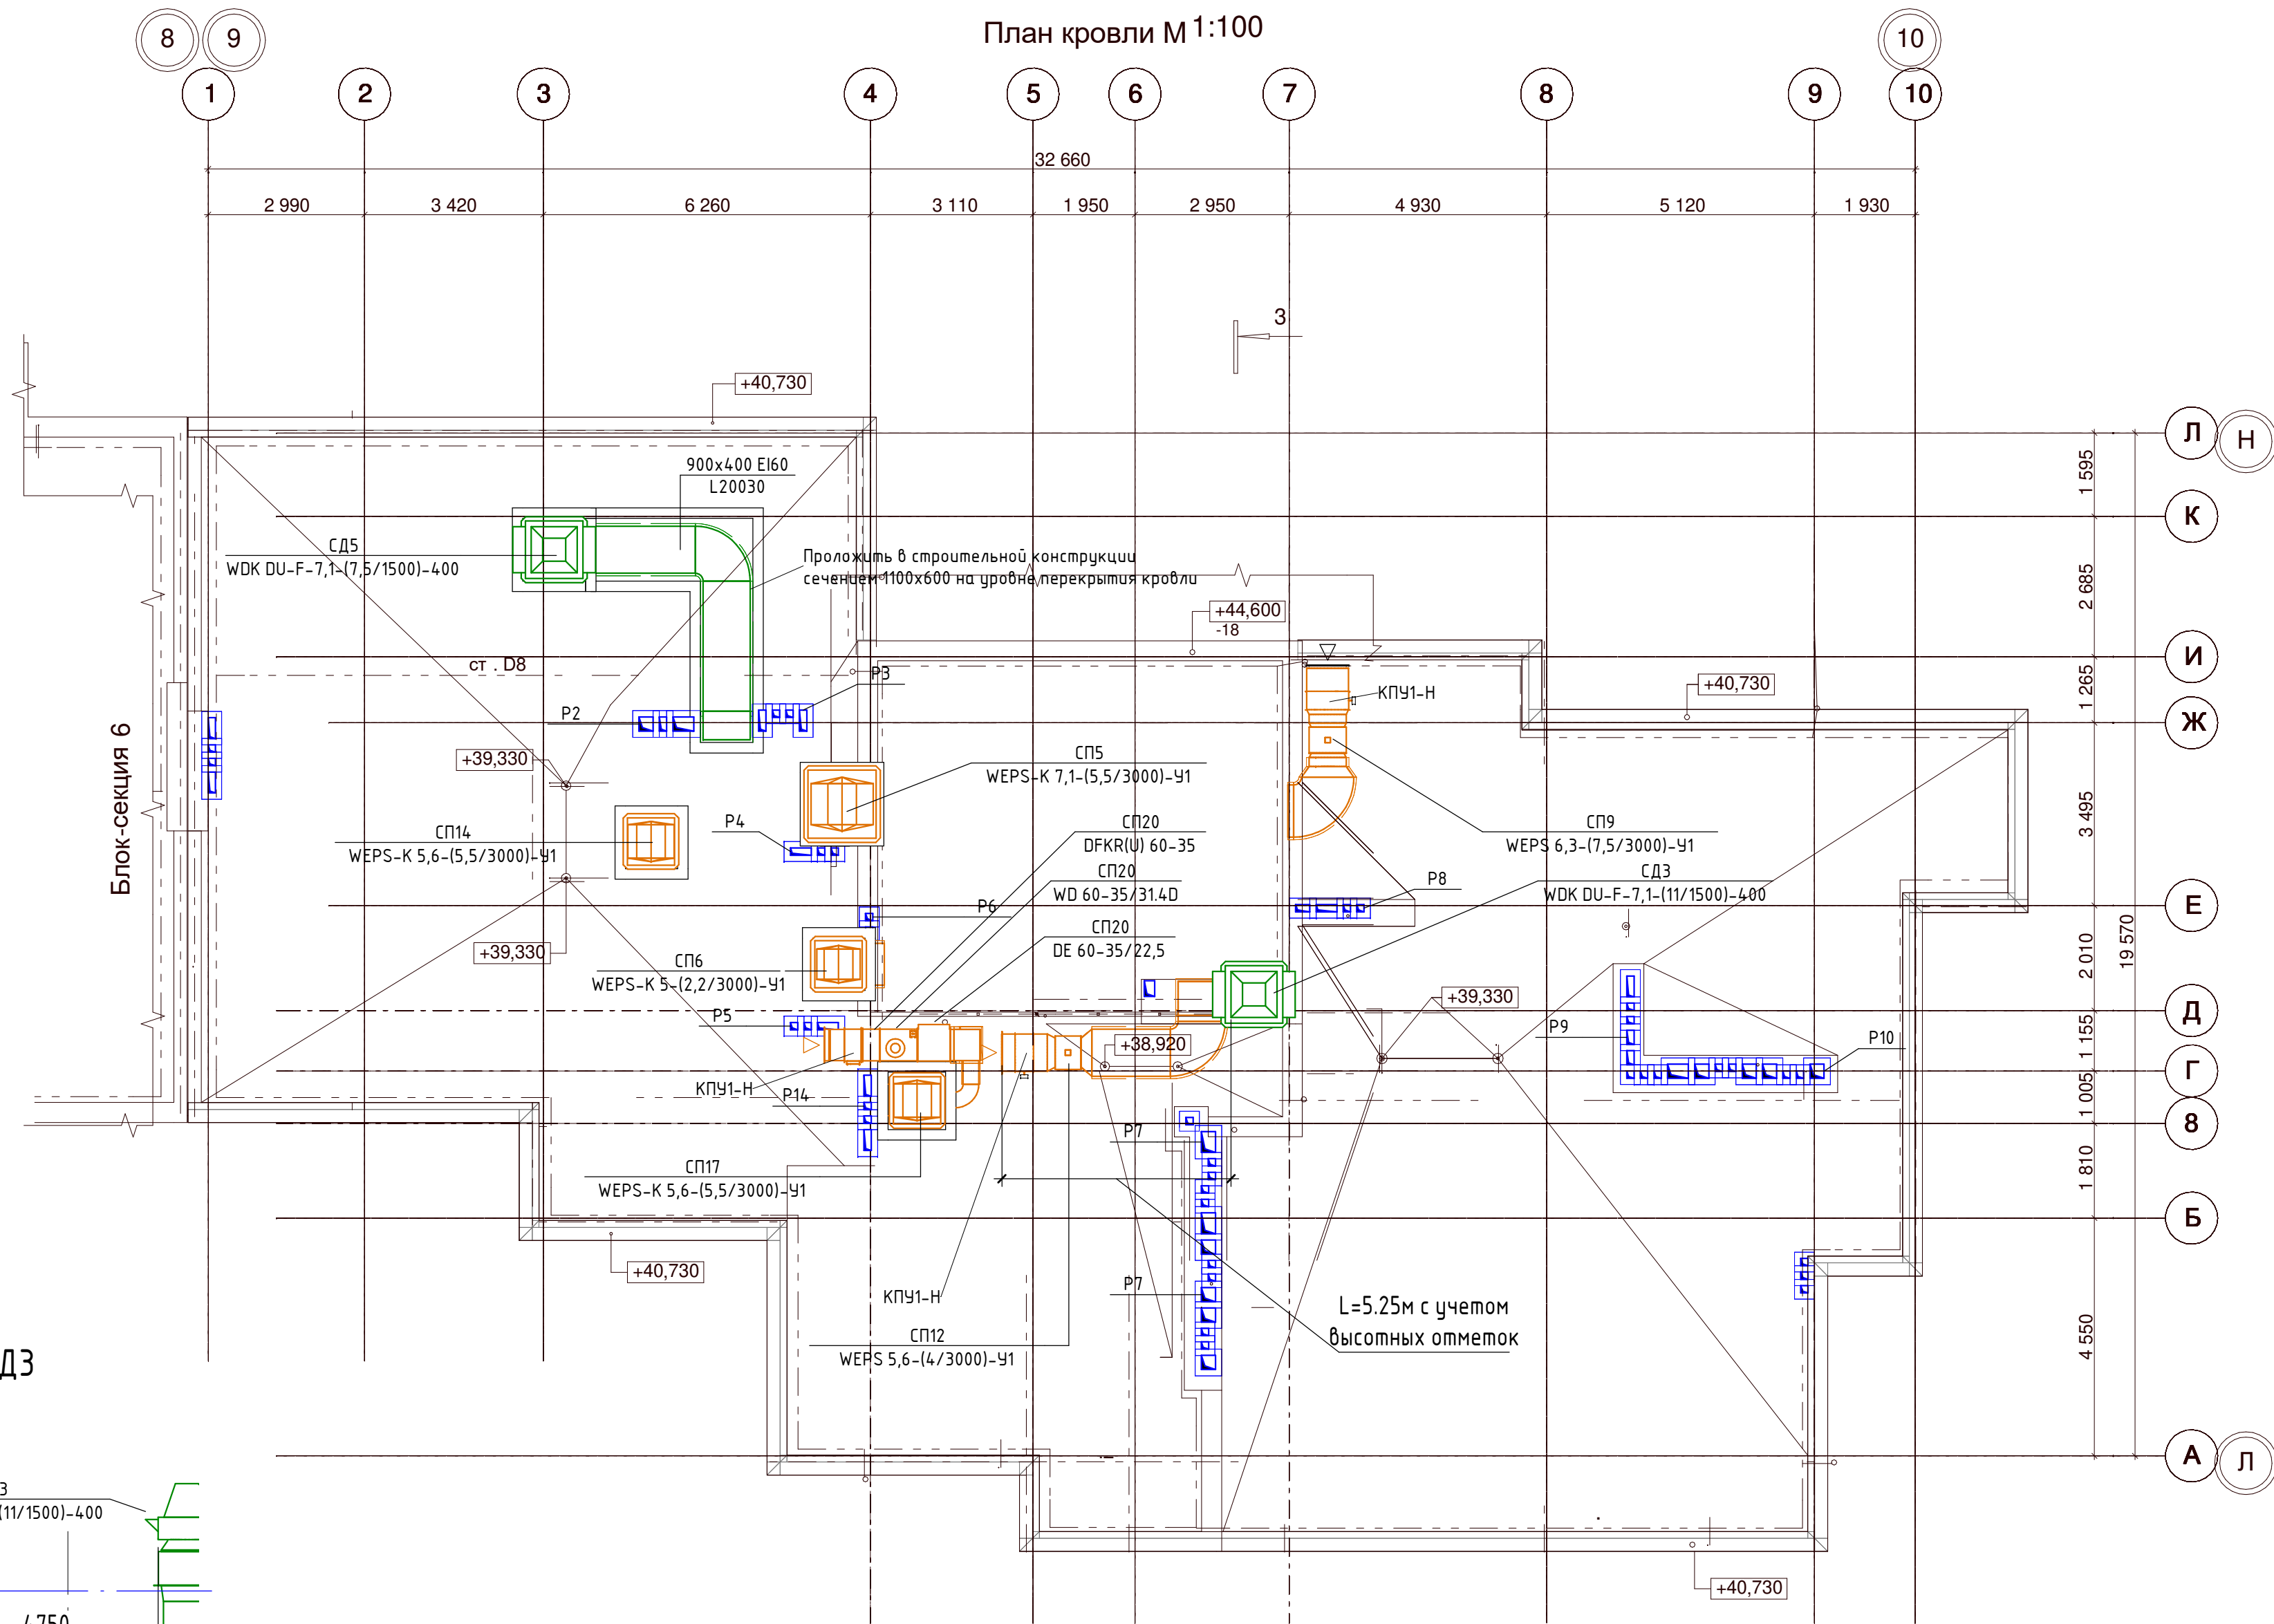 План кровли М 1:100
8
9
10
1
2
3
4
5
6
7
8
9
10
32 660
2 990
3 420
6 260
3 110
1 950
2 950
4 930
5 120
1 930
3
+40,730
Л
Н
1 595
900х400 EI60
L20030
К
СД5
WDK DU-F-7,1-(7,5/1500)-400
Проложить в строительной конструкции
сечением 1100х600 на уровне перекрытия кровли
2 685
+44,600
-18
ст . D8
И
Р3
КПУ1-Н
+40,730
1 265
Р2
Ж
Блок-секция 6
+39,330
СП5
WEPS-K 7,1-(5,5/3000)-У1
3 495
СП14
WEPS-K 5,6-(5,5/3000)-У1
Р4
СП20
DFKR(U) 60-35
СП9
WEPS 6,3-(7,5/3000)-У1
СП20
WD 60-35/31.4D
Р8
СД3
WDK DU-F-7,1-(11/1500)-400
Р6
Е
СП20
DE 60-35/22,5
+39,330
СП6
WEPS-K 5-(2,2/3000)-У1
2 010
19 570
+39,330
Р5
Д
Р9
+38,920
Р10
1 155
КПУ1-Н
Р14
Г
1 005
Р7
8
СП17
WEPS-K 5,6-(5,5/3000)-У1
1 810
Б
+40,730
КПУ1-Н
Р7
L=5.25м с учетом
высотных отметок
СП12
WEPS 5,6-(4/3000)-У1
4 550
Д3
А
Л
3
(11/1500)-400
+40,730
4 750